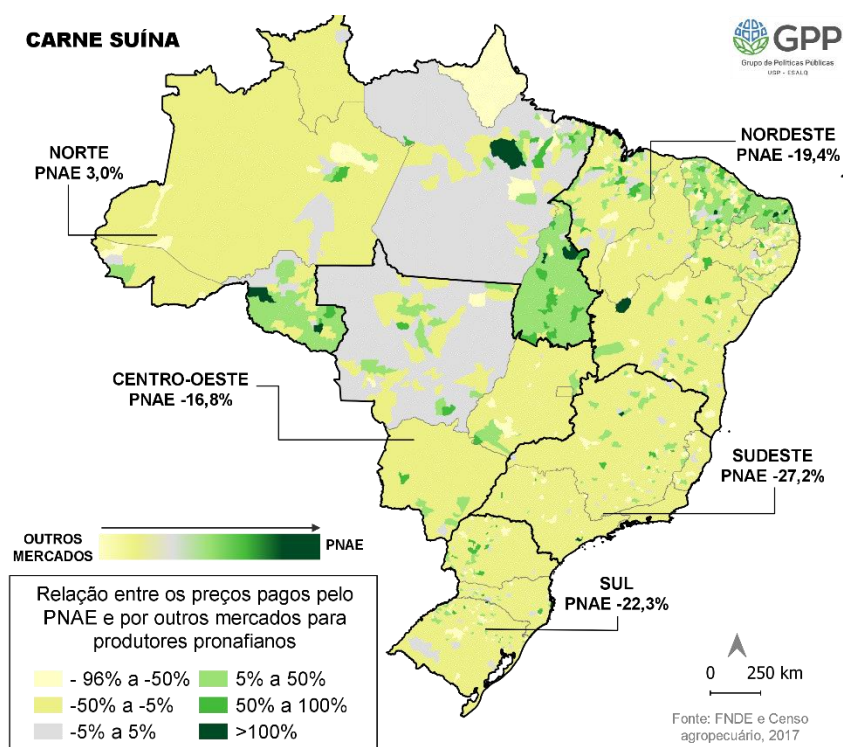 CARNE SUÍNA
GPP
Grupo de Políticas Públicas
USP - ESALQ
NORTE
PNAE 3,0%
NORDESTE
PNAE -19,4%
CENTRO-OESTE
PNAE -16,8%
SUDESTE
PNAE -27,2%
SUL
PNAE -22,3%
OUTROS
MERCADOS
PNAE
Relação entre os preços pagos pelo
PNAE e por outros mercados para
produtores pronafianos
- 96% a -50%
-50% a -5%
-5% a 5%
5% a 50%
50% a 100%
>100%
0 250 km
Fonte: FNDE e Censo
agropecuário, 2017